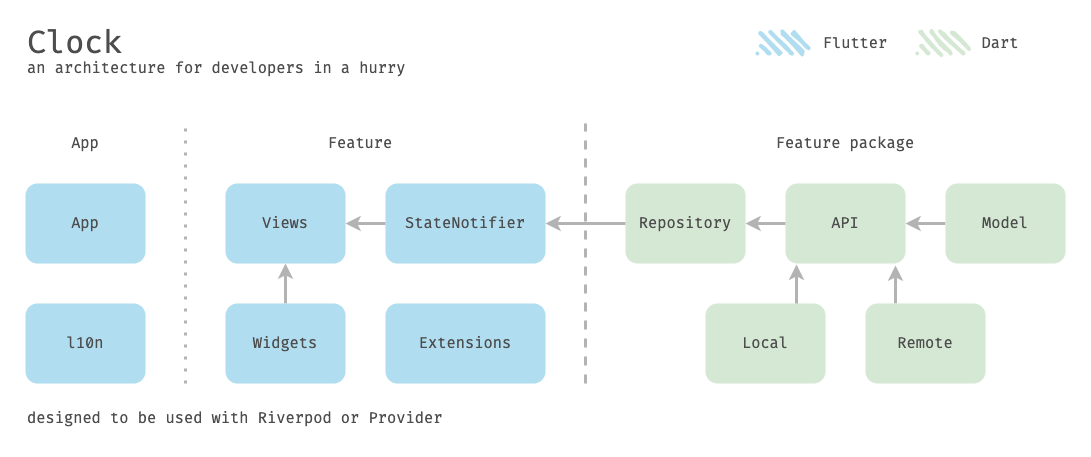 Clock
an architecture for developers in a hurry
Flutter
Dart
App
Feature
Feature package
App
Views
StateNotifier
Repository
API
Model
l10n
Widgets
Extensions
Local
Remote
designed to be used with Riverpod or Provider